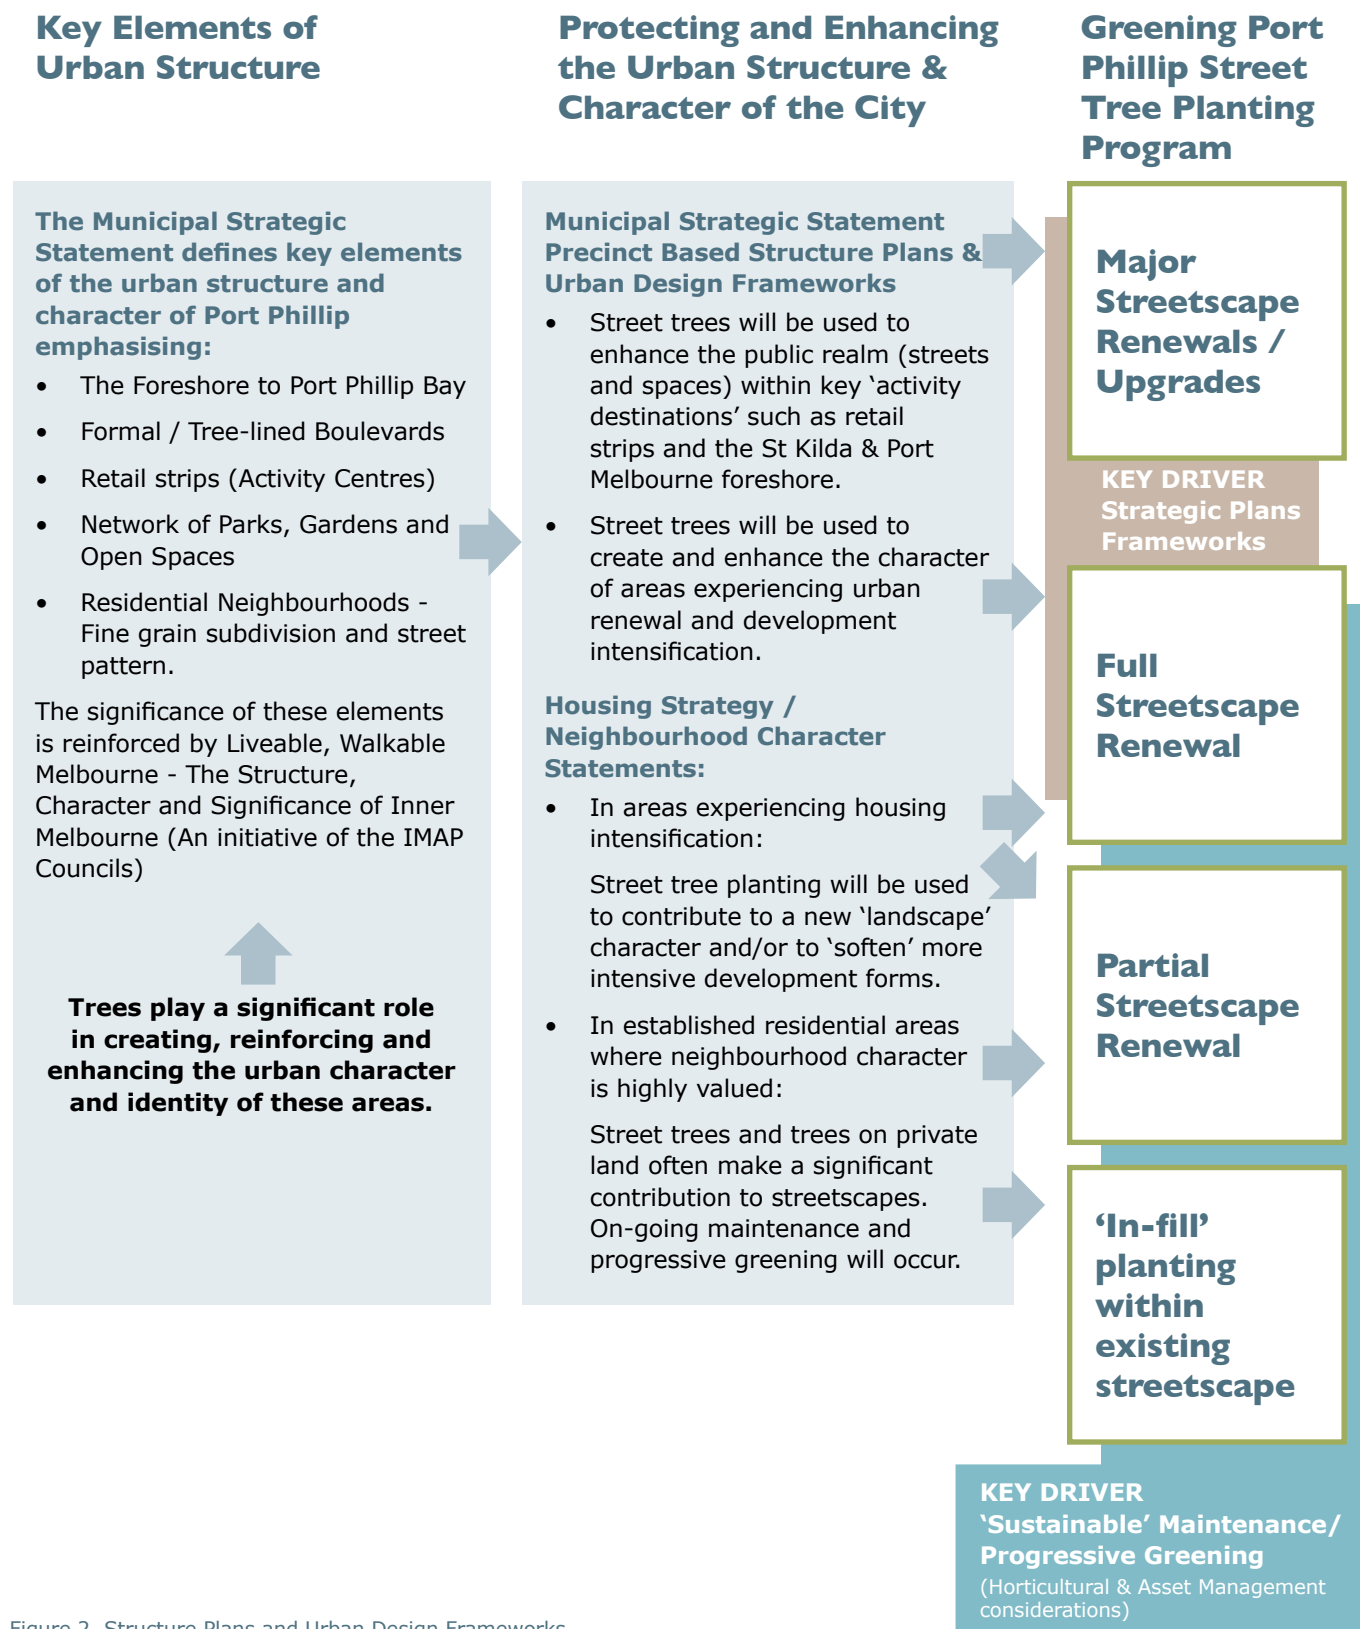 Key Elements of
Urban Structure
Protecting and Enhancing
the Urban Structure &
Character of the City
Greening Port
Phillip Street
Tree Planting
Program
The Municipal Strategic
Statement defines key elements
of the urban structure and
character of Port Phillip
emphasising:
• The Foreshore to Port Phillip Bay
• Formal / Tree-lined Boulevards
• Retail strips (Activity Centres)
• Network of Parks, Gardens and
Open Spaces
• Residential Neighbourhoods -
Fine grain subdivision and street
pattern.
The significance of these elements
is reinforced by Liveable, Walkable
Melbourne - The Structure,
Character and Significance of Inner
Melbourne (An initiative of the IMAP
Councils)
Trees play a significant role
in creating, reinforcing and
enhancing the urban character
and identity of these areas.
Municipal Strategic Statement
Precinct Based Structure Plans &
Urban Design Frameworks
• Street trees will be used to
enhance the public realm (streets
and spaces) within key ‘activity
destinations’ such as retail
strips and the St Kilda & Port
Melbourne foreshore.
• Street trees will be used to
create and enhance the character
of areas experiencing urban
renewal and development
intensification.
Housing Strategy /
Neighbourhood Character
Statements:
• In areas experiencing housing
intensification:
Street tree planting will be used
to contribute to a new ‘landscape’
character and/or to ‘soften’ more
intensive development forms.
• In established residential areas
where neighbourhood character
is highly valued:
Street trees and trees on private
land often make a significant
contribution to streetscapes.
On-going maintenance and
progressive greening will occur.
Major
Streetscape
Renewals /
Upgrades
KEY DRIVER
Strategic Plans
Frameworks
Full
Streetscape
Renewal
Partial
Streetscape
Renewal
‘In-fill’
planting
within
existing
streetscape
KEY DRIVER
‘Sustainable’ Maintenance/
Progressive Greening
(Horticultural & Asset Management
considerations)
Figure 2. Structure Plans and Urban Design Frameworks